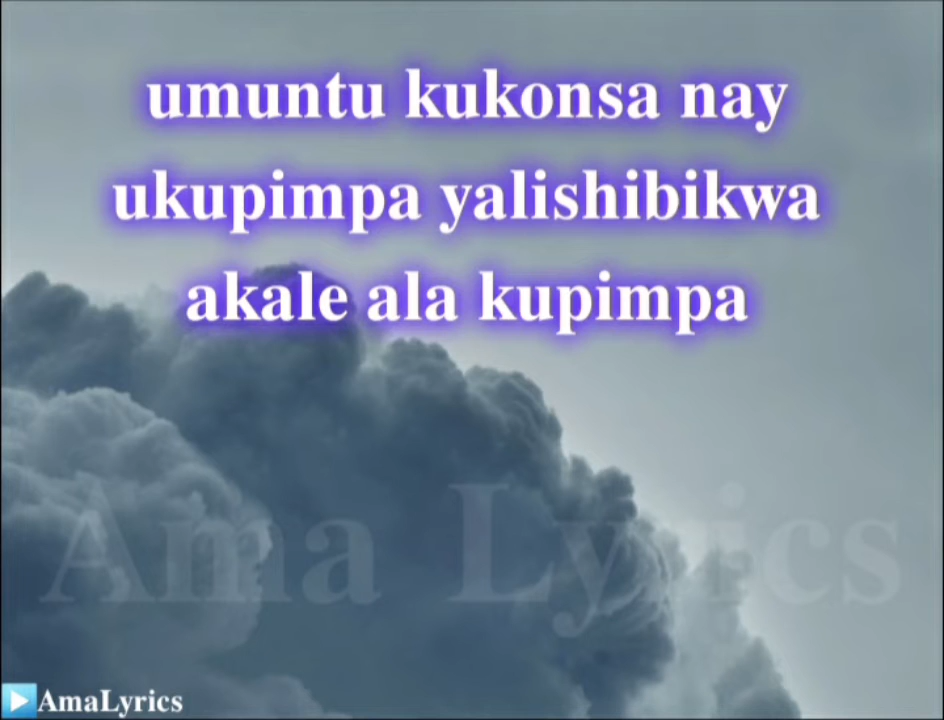 umuntu kukonsa nay
ukupimpa yalishibikwa
akale ala kupimpa
Ama Lyrics
AmaLyrics